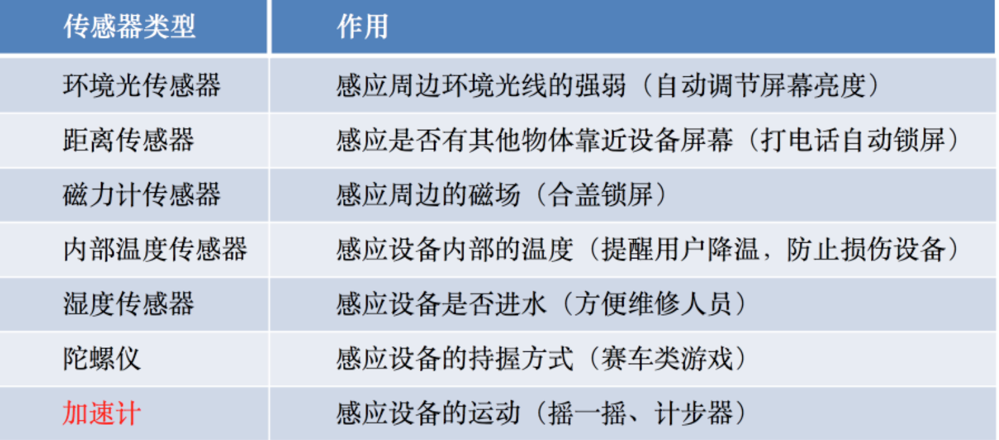 传感器类型 作用
环境光传感器 感应周边环境光线的强弱（自动调节屏幕亮度）
距离传感器 感应是否有其他物体靠近设备屏幕（打电话自动锁屏）
磁力计传感器 感应周边的磁场（合盖锁屏）
内部温度传感器 感应设备内部的温度（提醒用户降温，防止损伤设备）
湿度传感器 感应设备是否进水（方便维修人员）
陀螺仪 感应设备的持握方式（赛车类游戏）
加速计 感应设备的运动（摇一摇、计步器）